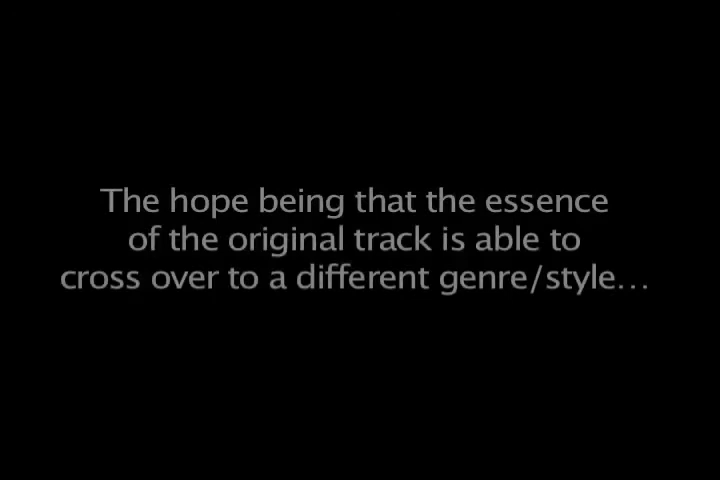 The hope being that the essence
of the original track is able to
cross over to a different genre/style...